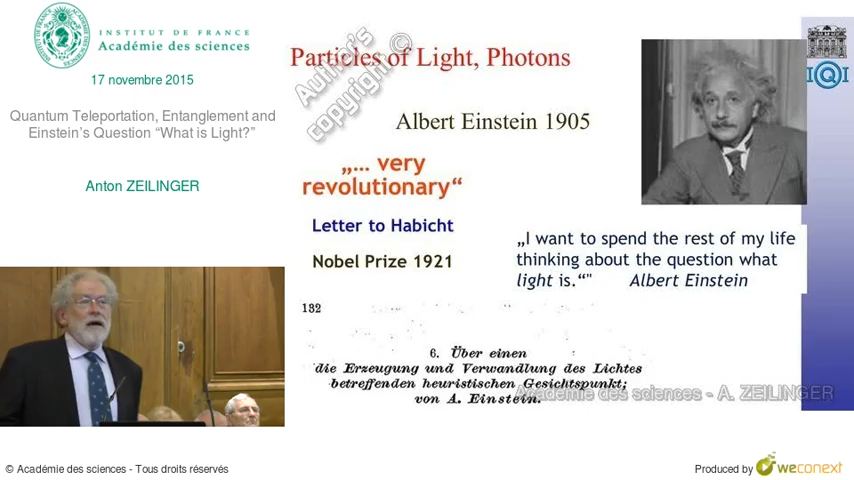 INSTITUT DE FRANCE
Académie des sciences
17 novembre 2015
Quantum Teleportation, Entanglement and
Einstein's Question “What is Light?”
Anton ZEILINGER
Particles of Light, Photons
Author's
copyright ©
Albert Einstein 1905
„... very
revolutionary“
Letter to Habicht
Nobel Prize 1921
„I want to spend the rest of my life
thinking about the question what
light is.“" Albert Einstein
132
6. Über einen
die Erzeugung und Verwandlung des Lichtes
betreffenden heuristischen Gesichtspunkt;
von A. Einstein.
Académie des sciences - A. ZEILINGER
IQI
© Académie des sciences - Tous droits réservés
Produced by weconext